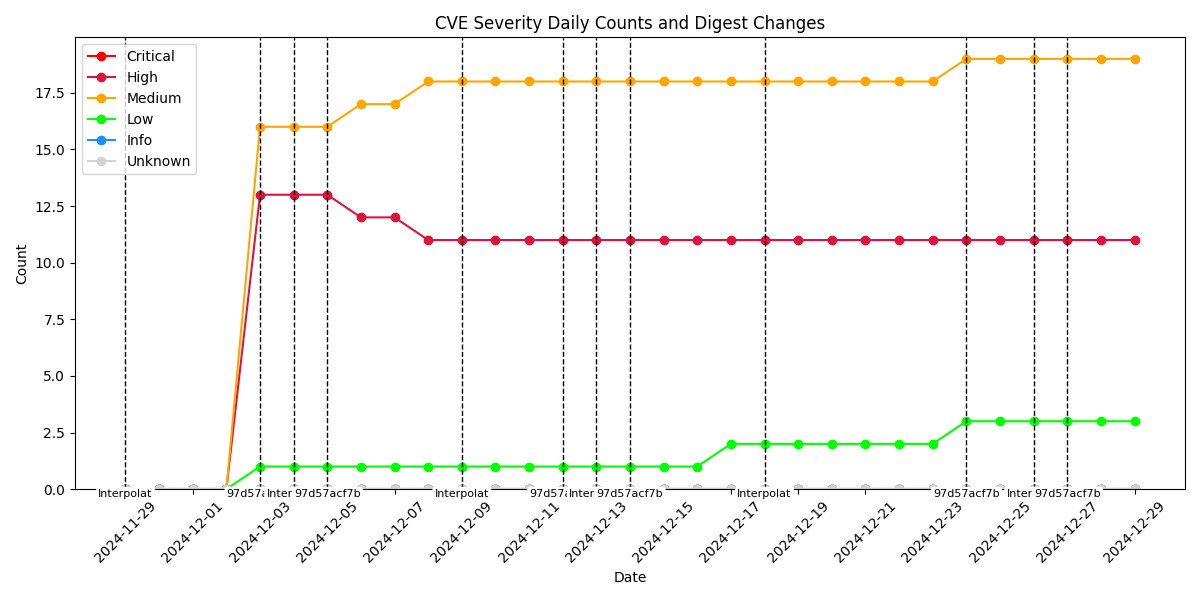 CVE Severity Daily Counts and Digest Changes
Critical
High
Medium
Low
Info
Unknown
Count
17.5
15.0
12.5
10.0
7.5
5.0
2.5
0.0
Interpolat
97d57a
Inter
97d57acf7b
Interpolat
97d57
Inter
97d57acf7b
Interpolat
97d57acf7b
Inter
97d57acf7b
2024-11-29
2024-12-01
2024-12-03
2024-12-05
2024-12-07
2024-12-09
2024-12-11
2024-12-13
2024-12-15
2024-12-17
2024-12-19
2024-12-21
2024-12-23
2024-12-25
2024-12-27
2024-12-29
Date